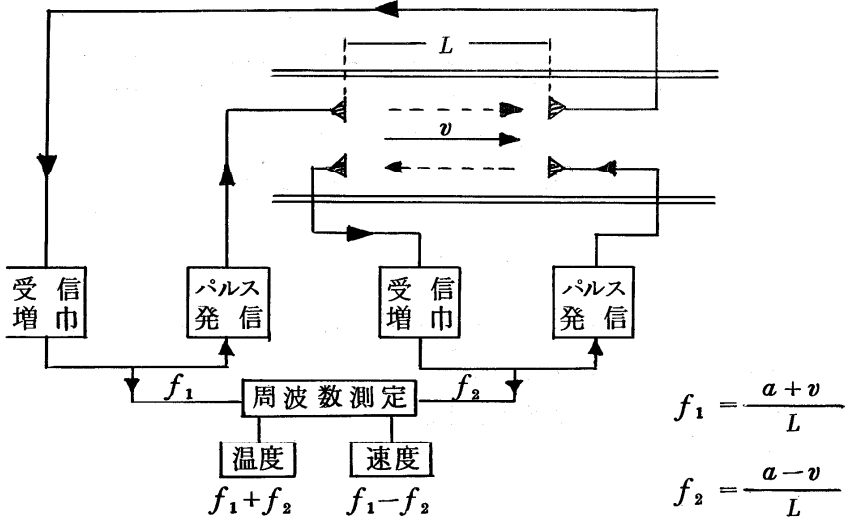 L
v
受信
増巾
パルス
発信
受信
増巾
パルス
発信
f₁
周波数測定
f₂
温度
速度
f₁+f₂
f₁−f₂
f₁ = a+v / L
f₂ = a−v / L